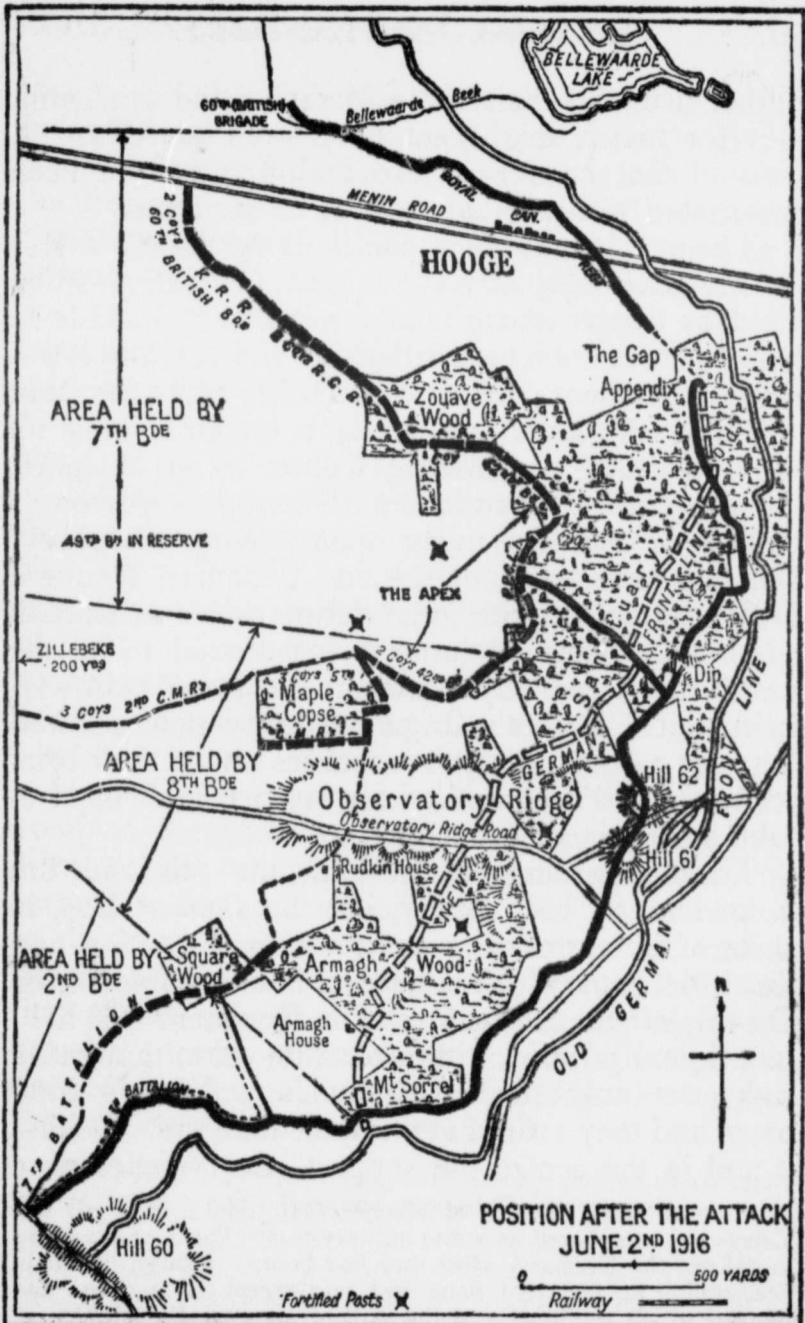 BELLEWAARDE
LAKE
60TH (BRITISH)
BRIGADE
Bellewaarde Beek
ROYAL
CAN.
MENIN ROAD
HOOGE
2 COYS
60TH BRITISH BDE
K.R.R.
R.C.R.
The Gap
Appendix
Zouave
Wood
AREA HELD BY
7TH BDE
49TH BN IN RESERVE
THE APEX
FRONT
ZILLEBEKE
200 YDS
2 COYS 42ND
3 COYS 5TH
3 COYS 2ND C.M.R's
Maple
Copse
C.M.R's
Dip
LINE
GERMAN
AREA HELD BY
8TH BDE
Hill 62
FRONT
Observatory Ridge
Observatory Ridge Road
Hill 61
Rudkin House
(NEW
AREA HELD BY
2ND BDE
Square
Wood
Armagh Wood
Armagh
House
GERMAN
OLD
N
Mt Sorrel
7TH BATTALION
BATTALION
Hill 60
POSITION AFTER THE ATTACK
JUNE 2ND 1916
0 500 YARDS
Fortified Posts
Railway